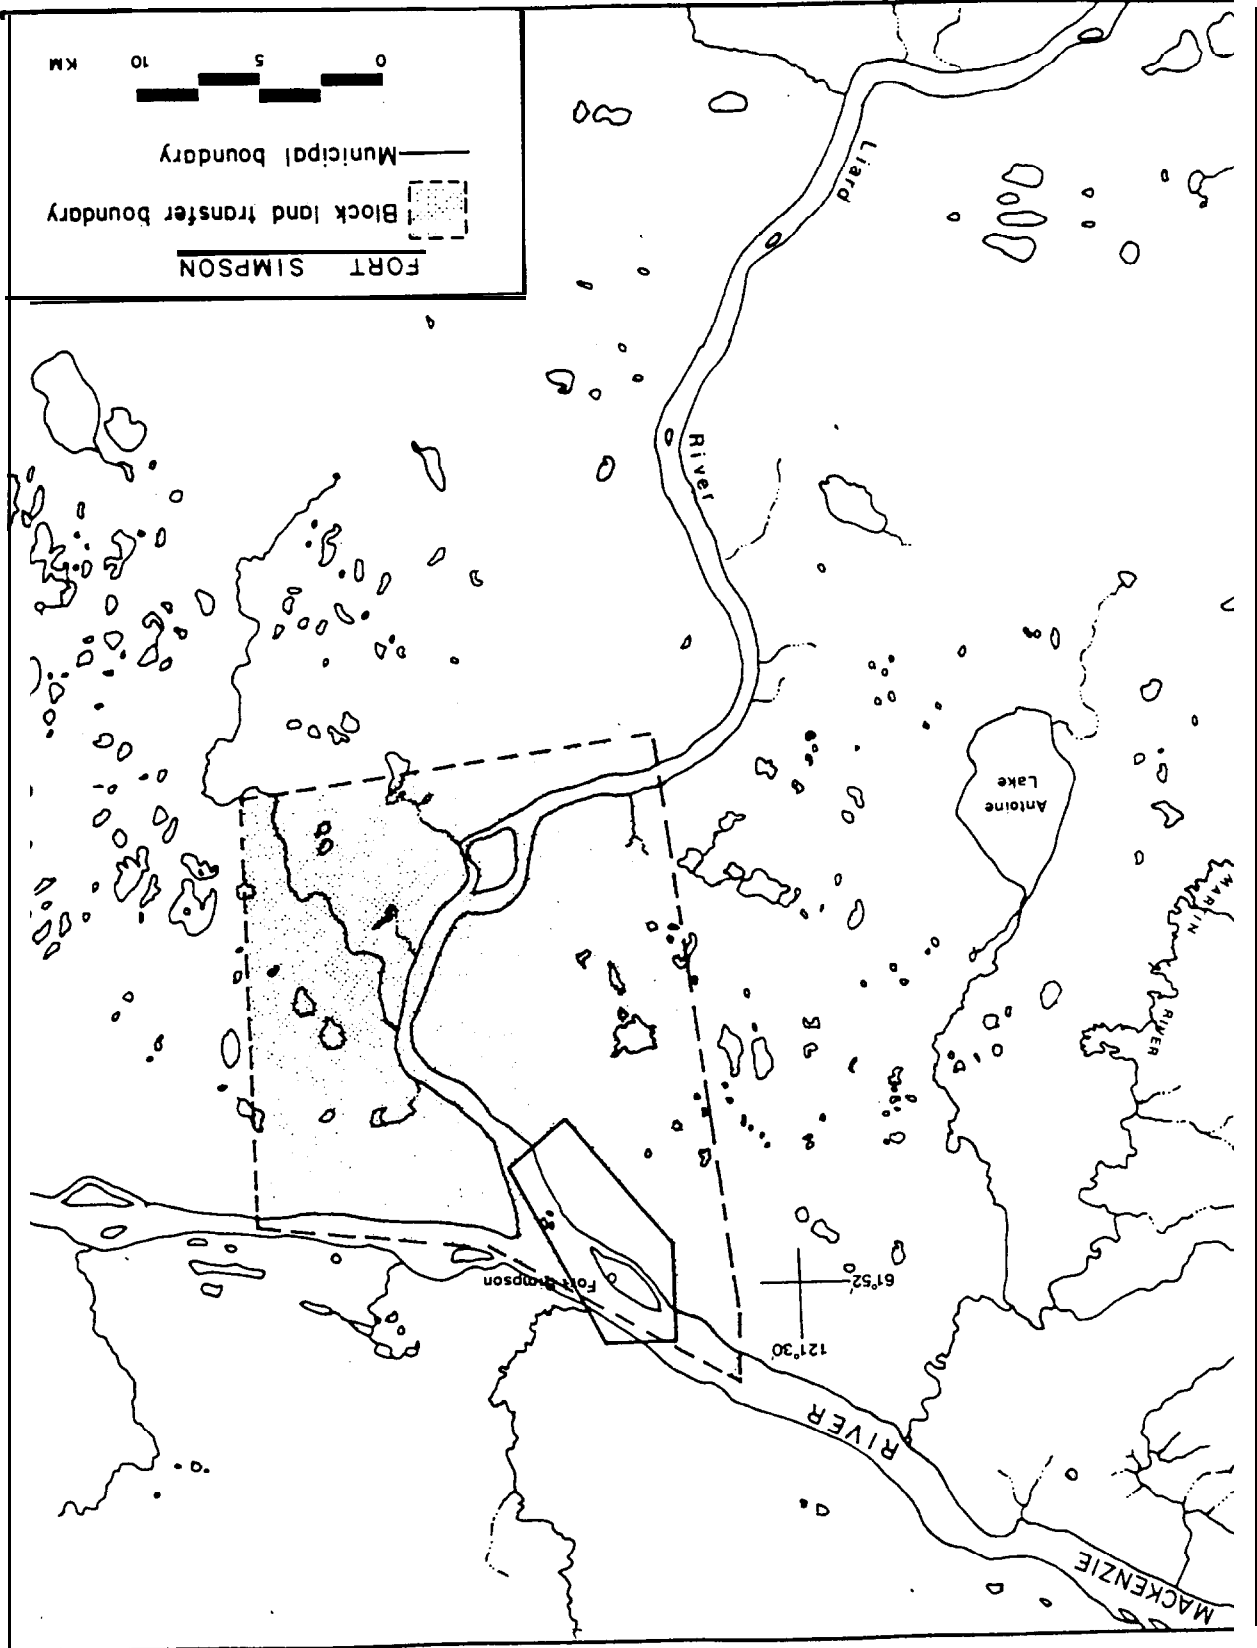 MACKENZIE
RIVER
121°30'
61°52'
Fort Simpson
MARTIN
RIVER
Antoine
Lake
River
Liard
FORT SIMPSON
Block land transfer boundary
Municipal boundary
0 5 10 KM